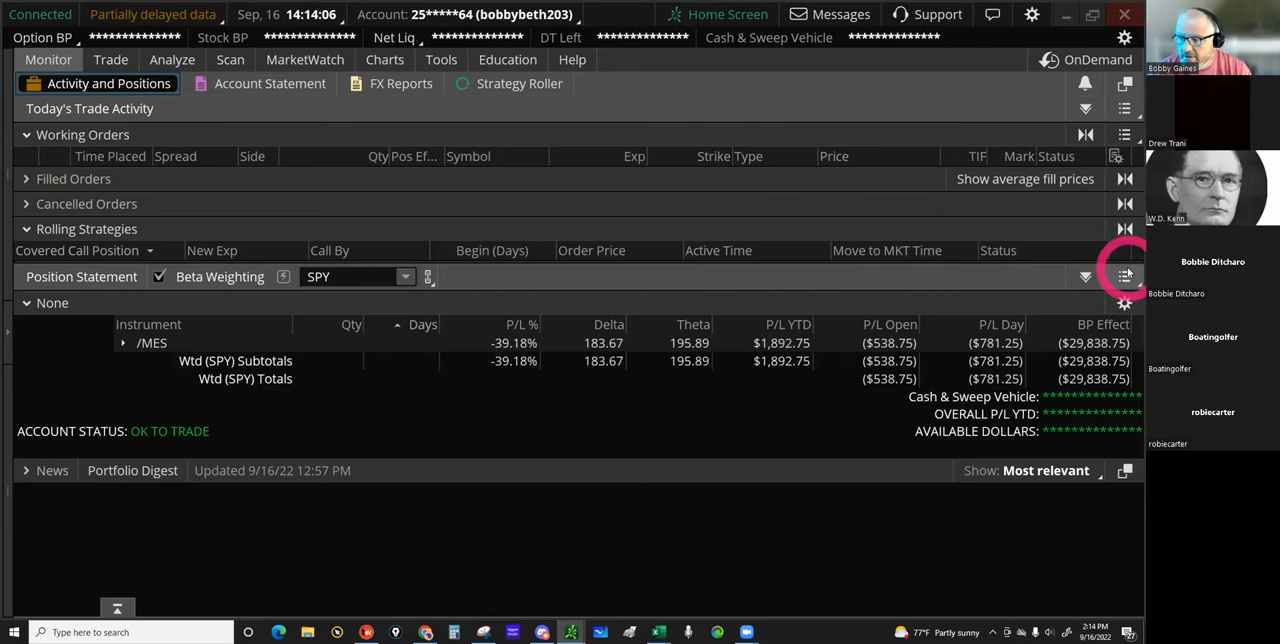 Connected Partially delayed data Sep, 16 14:14:06 Account: 25*****64 (bobbybeth203) Home Screen Messages Support
Option BP ************** Stock BP ************** Net Liq ************** DT Left ************** Cash & Sweep Vehicle **************
Monitor Trade Analyze Scan MarketWatch Charts Tools Education Help OnDemand
Activity and Positions Account Statement FX Reports Strategy Roller
Today's Trade Activity
Working Orders
Time Placed Spread Side Qty Pos Ef... Symbol Exp Strike Type Price TIF Mark Status
Filled Orders Show average fill prices
Cancelled Orders
Rolling Strategies
Covered Call Position New Exp Call By Begin (Days) Order Price Active Time Move to MKT Time Status
Position Statement Beta Weighting SPY
None
Instrument Qty Days P/L % Delta Theta P/L YTD P/L Open P/L Day BP Effect
/MES -39.18% 183.67 195.89 $1,892.75 ($538.75) ($781.25) ($29,838.75)
Wtd (SPY) Subtotals -39.18% 183.67 195.89 $1,892.75 ($538.75) ($781.25) ($29,838.75)
Wtd (SPY) Totals ($538.75) ($781.25) ($29,838.75)
Cash & Sweep Vehicle: **************
OVERALL P/L YTD: **************
ACCOUNT STATUS: OK TO TRADE AVAILABLE DOLLARS: **************
News Portfolio Digest Updated 9/16/22 12:57 PM Show: Most relevant
Bobby Gaines
Drew Trani
W.D. Kenn
Bobbie Ditcharo
Bobbie Ditcharo
Boatingolfer
Boatingolfer
robiecarter
robiecarter
Type here to search 77°F Partly sunny 2:14 PM
9/16/2022 27